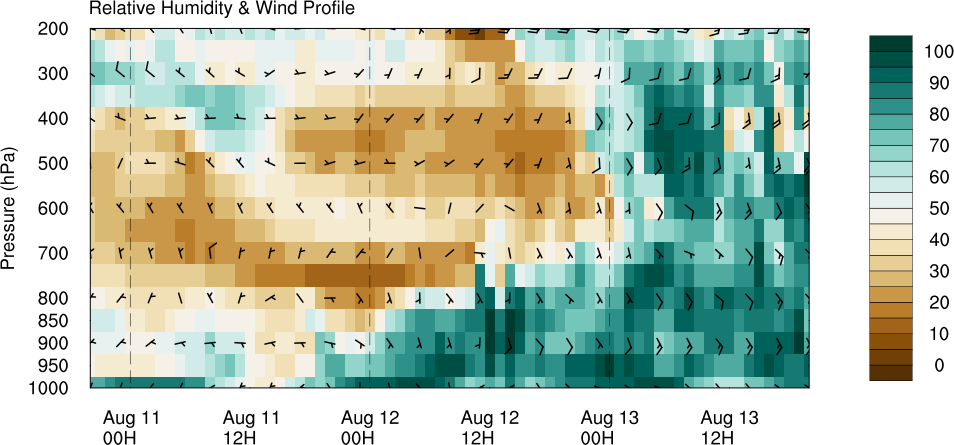 Relative Humidity & Wind Profile
Pressure (hPa)
200
300
400
500
600
700
800
850
900
950
1000
Aug 11
00H
Aug 11
12H
Aug 12
00H
Aug 12
12H
Aug 13
00H
Aug 13
12H
100
90
80
70
60
50
40
30
20
10
0